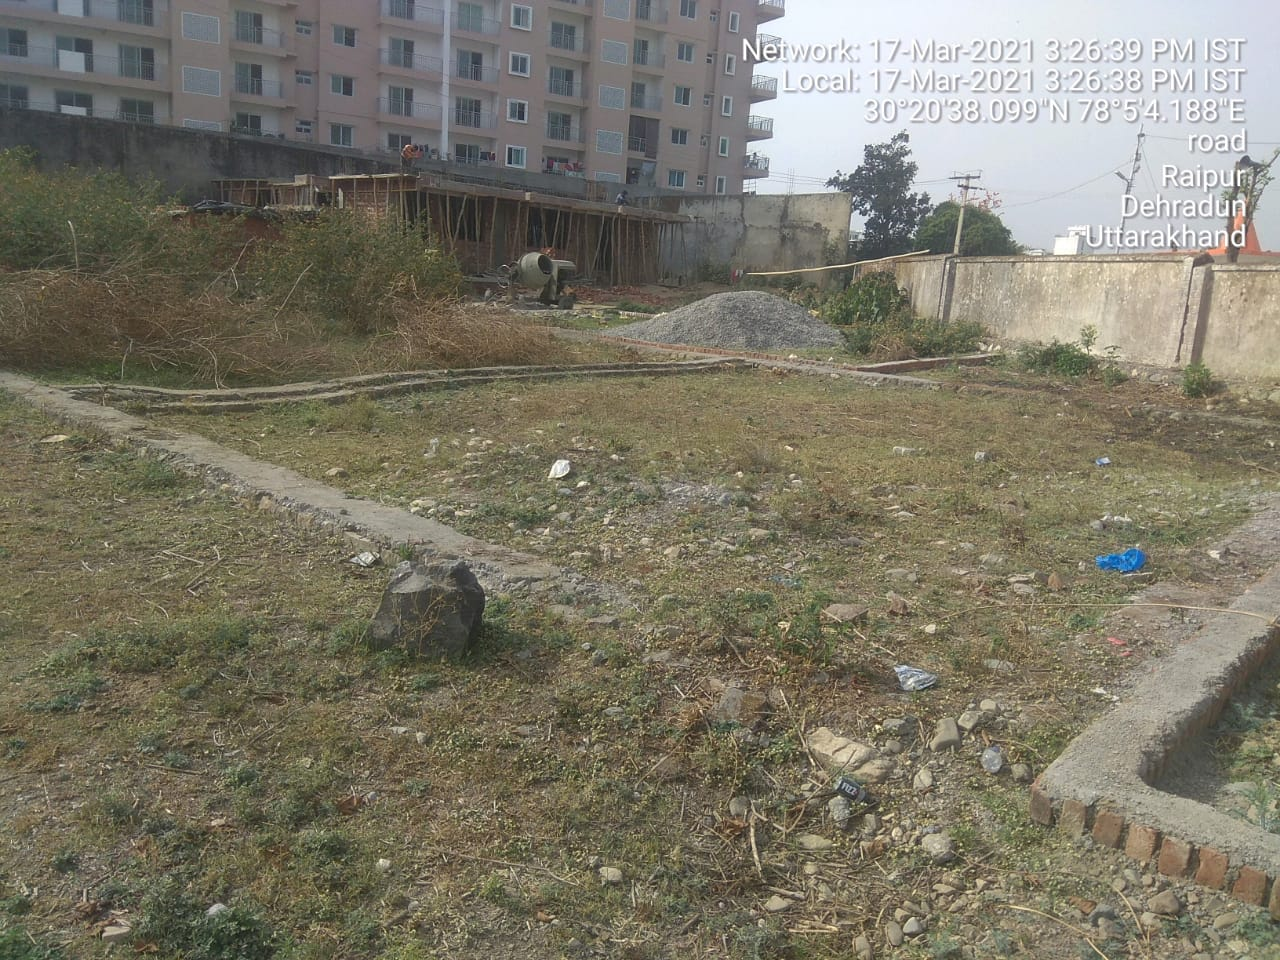 Network: 17-Mar-2021 3:26:39 PM IST
Local: 17-Mar-2021 3:26:38 PM IST
30°20'38.099"N 78°5'4.188"E
road
Raipur
Dehradun
Uttarakhand
FIZZ